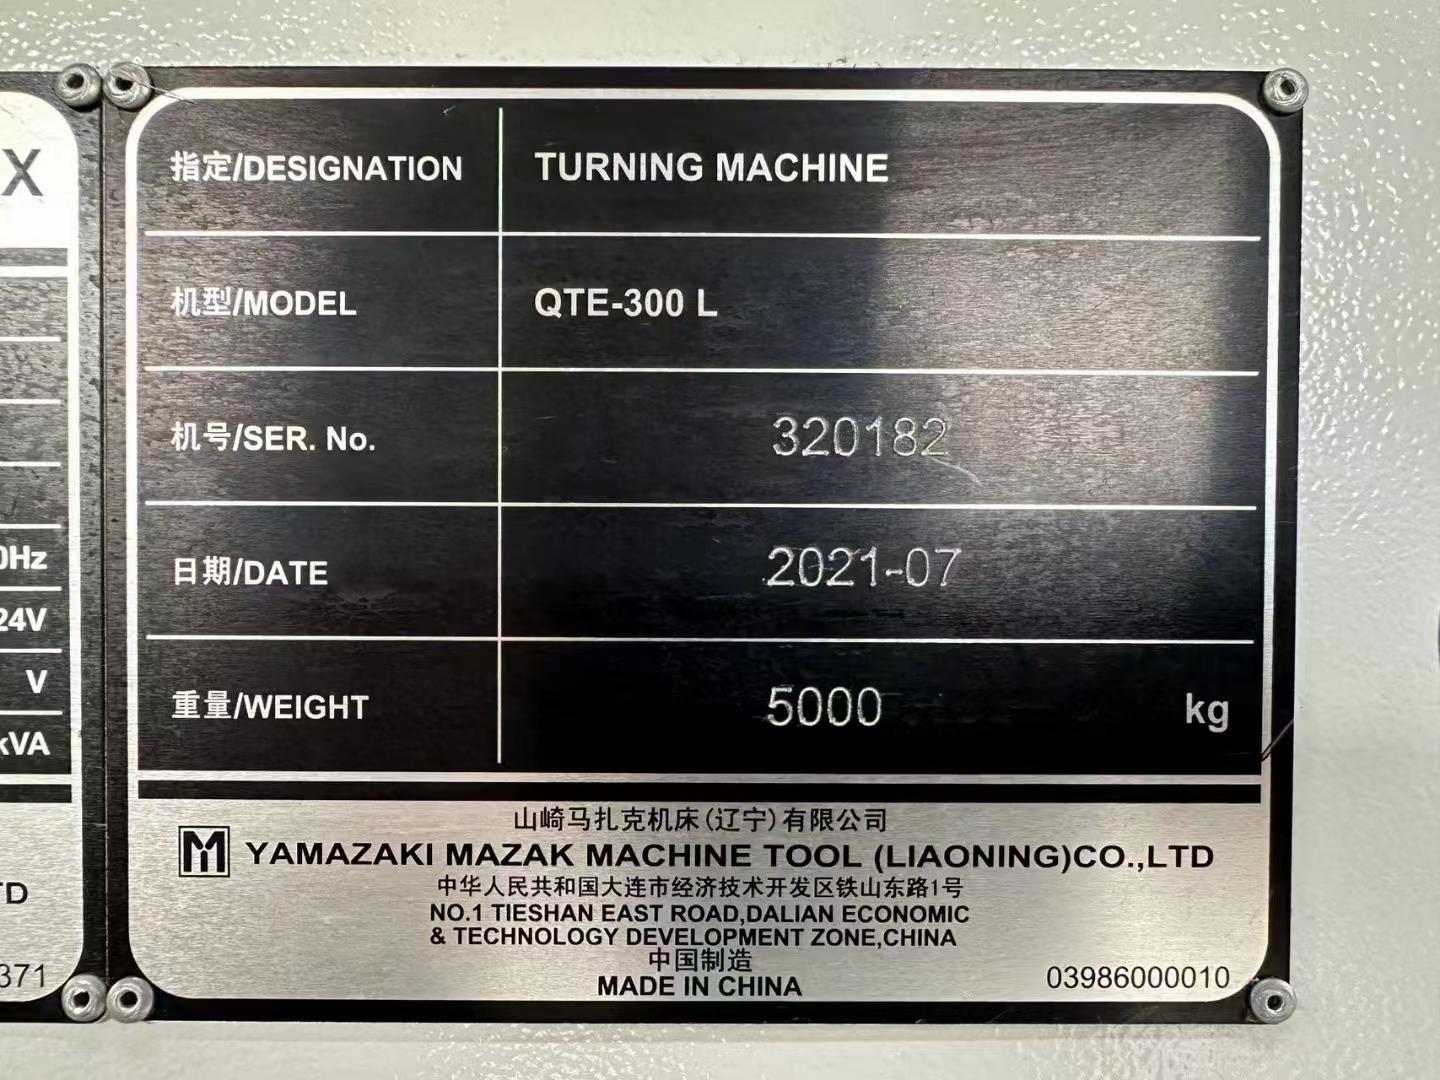 X
0Hz
24V
V
kVA
TD
371
指定/DESIGNATION TURNING MACHINE
机型/MODEL QTE-300 L
机号/SER. No. 320182
日期/DATE 2021-07
重量/WEIGHT 5000 kg
山崎马扎克机床(辽宁)有限公司
YAMAZAKI MAZAK MACHINE TOOL (LIAONING)CO.,LTD
中华人民共和国大连市经济技术开发区铁山东路1号
NO.1 TIESHAN EAST ROAD,DALIAN ECONOMIC
& TECHNOLOGY DEVELOPMENT ZONE,CHINA
中国制造
MADE IN CHINA
03986000010